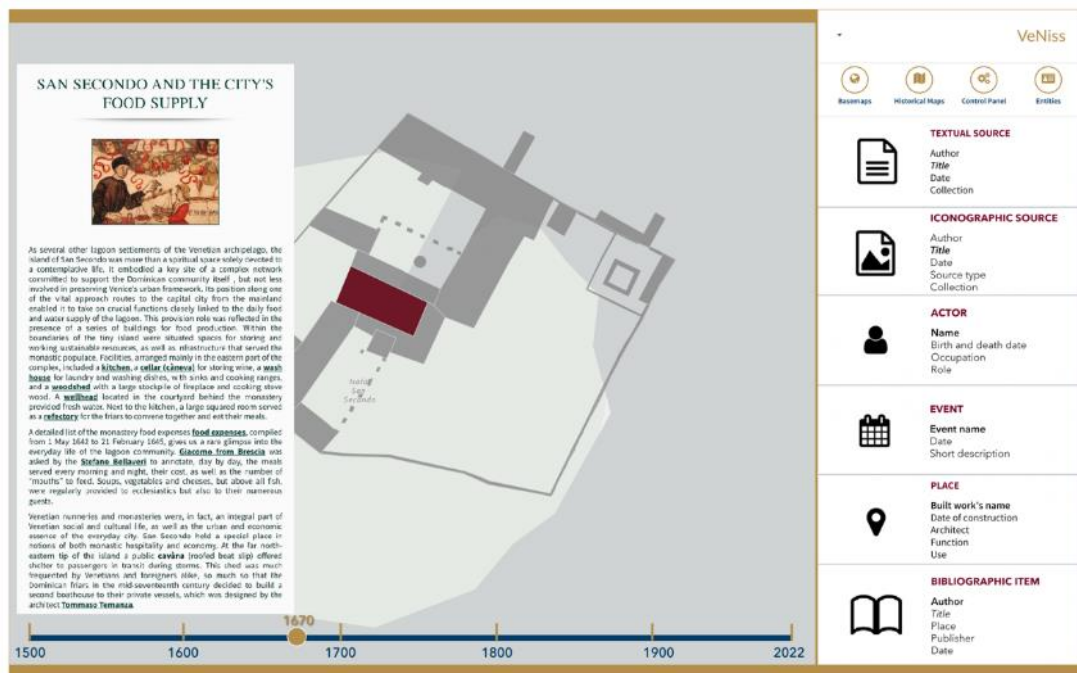 SAN SECONDO AND THE CITY'S
FOOD SUPPLY
As several other lagoon settlements of the Venetian archipelago, the
island of San Secondo was more than a spiritual space solely devoted to
a contemplative life. It embodied a key site of a complex network
committed to support the Dominican community itself , but not less
involved in preserving Venice's urban framework. Its position along one
of the vital approach routes to the capital city from the mainland
enabled it to take on crucial functions closely linked to the daily food
and water supply of the lagoon. This provision role was reflected in the
presence of a series of buildings for food production. Within the
boundaries of the tiny island were situated spaces for storing and
working sustainable resources, as well as infrastructure that served the
monastic populace. Facilities, arranged mainly in the eastern part of the
complex, included a kitchen, a cellar (càneva) for storing wine, a wash
house for laundry and washing dishes, with sinks and cooking ranges,
and a woodshed with a large stockpile of fireplace and cooking stove
wood. A wellhead located in the courtyard behind the monastery
provided fresh water. Next to the kitchen, a large squared room served
as a refectory for the friars to convene together and eat their meals.
A detailed list of the monastery food expenses food expenses, compiled
from 1 May 1642 to 21 February 1645, gives us a rare glimpse into the
everyday life of the lagoon community. Giacomo from Brescia was
asked by the Stefano Bellaveri to annotate, day by day, the meals
served every morning and night, their cost, as well as the number of
"mouths" to feed. Soups, vegetables and cheeses, but above all fish,
were regularly provided to ecclesiastics but also to their numerous
guests.
Venetian nunneries and monasteries were, in fact, an integral part of
Venetian social and cultural life, as well as the urban and economic
essence of the everyday city. San Secondo held a special place in
notions of both monastic hospitality and economy. At the far north-
eastern tip of the island a public cavàna (roofed boat slip) offered
shelter to passengers in transit during storms. This shed was much
frequented by Venetians and foreigners alike, so much so that the
Dominican friars in the mid-seventeenth century decided to build a
second boathouse to their private vessels, which was designed by the
architect Tommaso Temanza.
Isola
San
Secondo
1670
1500 1600 1700 1800 1900 2022
VeNiss
Basemaps Historical Maps Control Panel Entities
TEXTUAL SOURCE
Author
Title
Date
Collection
ICONOGRAPHIC SOURCE
Author
Title
Date
Source type
Collection
ACTOR
Name
Birth and death date
Occupation
Role
EVENT
Event name
Date
Short description
PLACE
Built work's name
Date of construction
Architect
Function
Use
BIBLIOGRAPHIC ITEM
Author
Title
Place
Publisher
Date